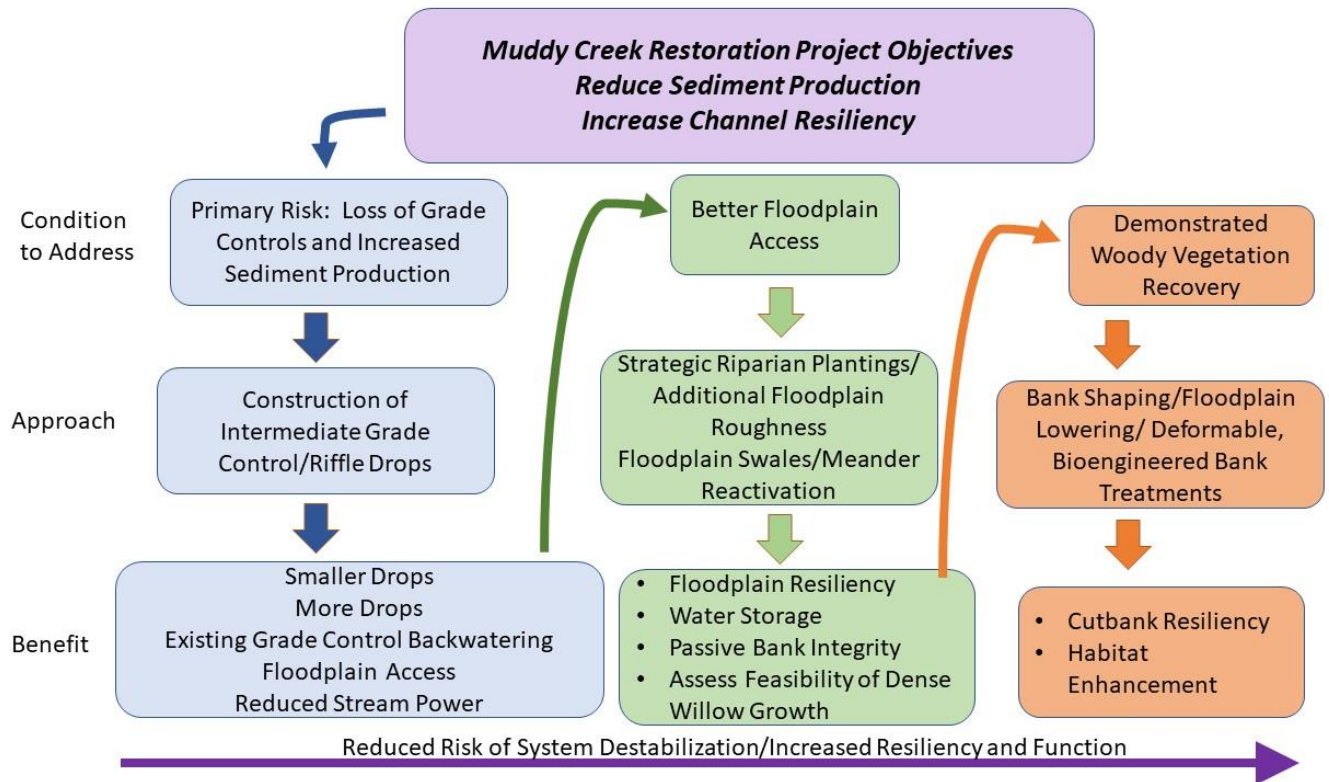 Muddy Creek Restoration Project Objectives
Reduce Sediment Production
Increase Channel Resiliency
Condition
to Address
Primary Risk: Loss of Grade
Controls and Increased
Sediment Production
Better Floodplain
Access
Demonstrated
Woody Vegetation
Recovery
Approach
Construction of
Intermediate Grade
Control/Riffle Drops
Strategic Riparian Plantings/
Additional Floodplain
Roughness
Floodplain Swales/Meander
Reactivation
Bank Shaping/Floodplain
Lowering/ Deformable,
Bioengineered Bank
Treatments
Benefit
Smaller Drops
More Drops
Existing Grade Control Backwatering
Floodplain Access
Reduced Stream Power
• Floodplain Resiliency
• Water Storage
• Passive Bank Integrity
• Assess Feasibility of Dense
Willow Growth
• Cutbank Resiliency
• Habitat
Enhancement
Reduced Risk of System Destabilization/Increased Resiliency and Function